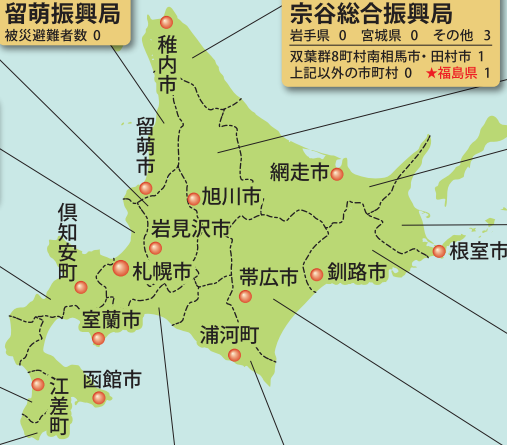 留萌振興局
被災避難者数 0
宗谷総合振興局
岩手県 0 宮城県 0 その他 3
双葉群8町村南相馬市・田村市 1
上記以外の市町村 0 ★福島県 1
稚内市
留萌市
旭川市
網走市
岩見沢市
倶知安町
札幌市
根室市
帯広市
釧路市
室蘭市
浦河町
函館市
江差町